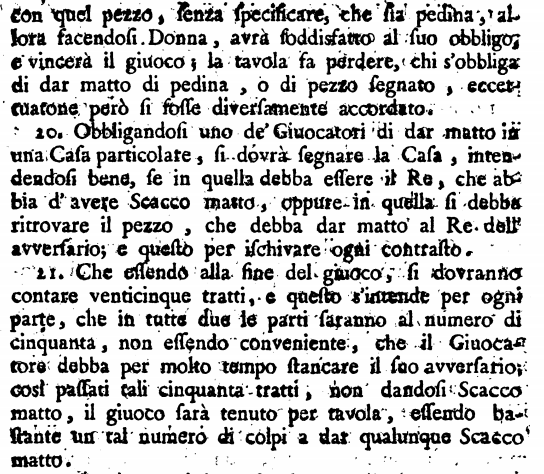 con quel pezzo, ſenza ſpecificare, che ſia pedina, al
lora facendoſi Donna, avrà ſoddisfatto al ſuo obbligo,
e vincerà il giuoco; la tavola fa perdere, chi s'obbliga
di dar matto di pedina, o di pezzo ſegnato, eccet-
tuatone però ſi foſſe diverſamente accordato.
20. Obbligandoſi uno de' Giuocatori di dar matto in
una Caſa particolare, ſi dovrà ſegnare la Caſa, inten-
dendoſi bene, ſe in quella debba eſſere il Re, che ab-
bia d'avere Scacco matto, oppure in quella ſi debba
ritrovare il pezzo, che debba dar matto al Re dell'
avverſario; e queſto per iſchivare ogni contraſto.
21. Che eſſendo alla fine del giuoco, ſi dovranno
contare venticinque tratti, e queſto s'intende per ogni
parte, che in tutte due le parti ſaranno al numero di
cinquanta, non eſſendo conveniente, che il Giuoca-
tore debba per molto tempo ſtancare il ſuo avverſario;
così paſſati tali cinquanta tratti, non dandoſi Scacco
matto, il giuoco ſarà tenuto per tavola, eſſendo ba-
ſtante un tal numero di colpi a dar qualunque Scacco
matto.